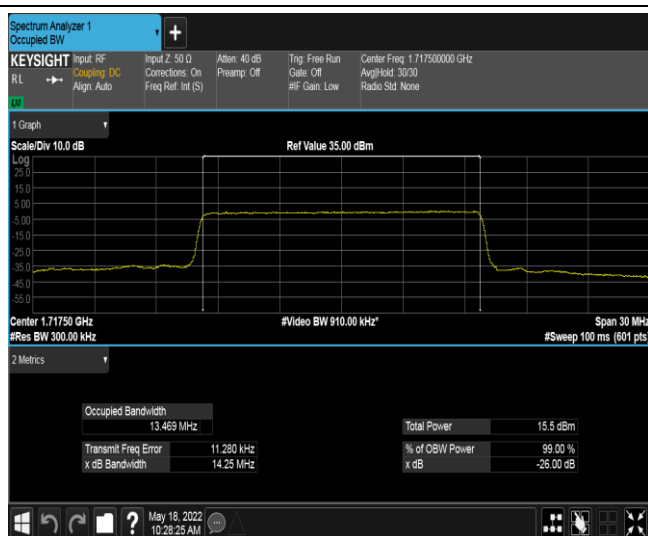 Spectrum Analyzer 1
Occupied BW
+
KEYSIGHT
RL
LXI
Input: RF
Coupling: DC
Align: Auto
Input Z: 50 Ω
Corrections: On
Freq Ref: Int (S)
Atten: 40 dB
Preamp: Off
Trig: Free Run
Gate: Off
#IF Gain: Low
Center Freq: 1.717500000 GHz
Avg|Hold: 30/30
Radio Std: None
1 Graph
Scale/Div 10.0 dB
Ref Value 35.00 dBm
Log
25.0
15.0
5.00
-5.00
-15.0
-25.0
-35.0
-45.0
-55.0
Center 1.71750 GHz
#Video BW 910.00 kHz*
Span 30 MHz
#Res BW 300.00 kHz
#Sweep 100 ms (601 pts)
2 Metrics
Occupied Bandwidth
13.469 MHz
Total Power 15.5 dBm
Transmit Freq Error 11.280 kHz
% of OBW Power 99.00 %
x dB Bandwidth 14.25 MHz
x dB -26.00 dB
?
May 18, 2022
10:28:25 AM